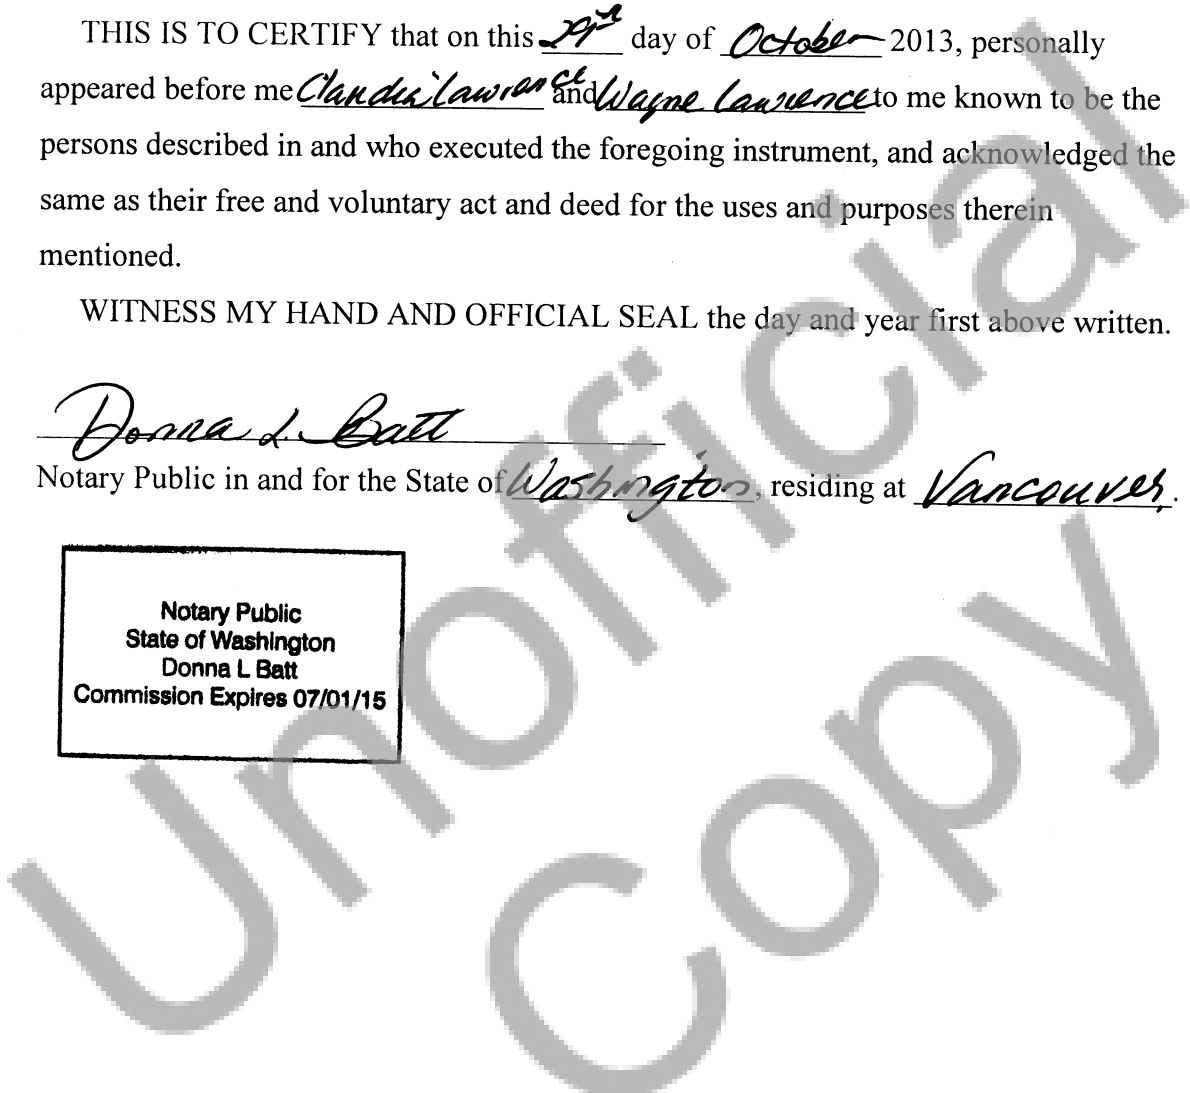 THIS IS TO CERTIFY that on this 29th day of October 2013, personally
appeared before me Claudia Lawrence and Wayne Lawrence to me known to be the
persons described in and who executed the foregoing instrument, and acknowledged the
same as their free and voluntary act and deed for the uses and purposes therein
mentioned.
WITNESS MY HAND AND OFFICIAL SEAL the day and year first above written.
Donna L. Batt
Notary Public in and for the State of Washington, residing at Vancouver.
Notary Public
State of Washington
Donna L Batt
Commission Expires 07/01/15
Unofficial
Copy